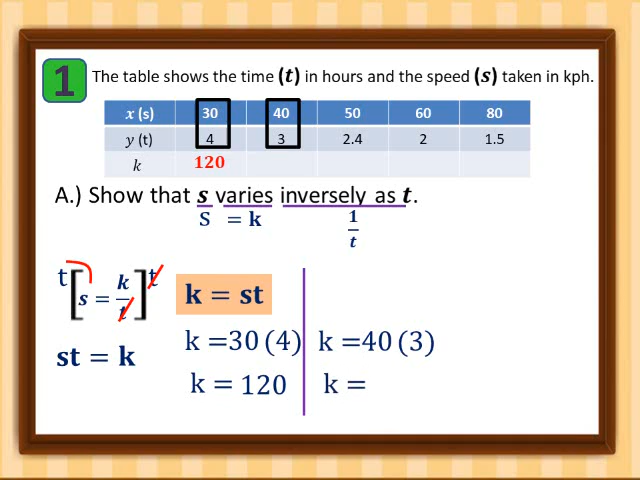 1 The table shows the time (t) in hours and the speed (s) taken in kph.
x (s) 30 40 50 60 80
y (t) 4 3 2.4 2 1.5
k 120
A.) Show that s varies inversely as t.
S = k 1/t
t[s = k/t]t
k = st
st = k
k =30 (4)
k = 120
k =40 (3)
k =